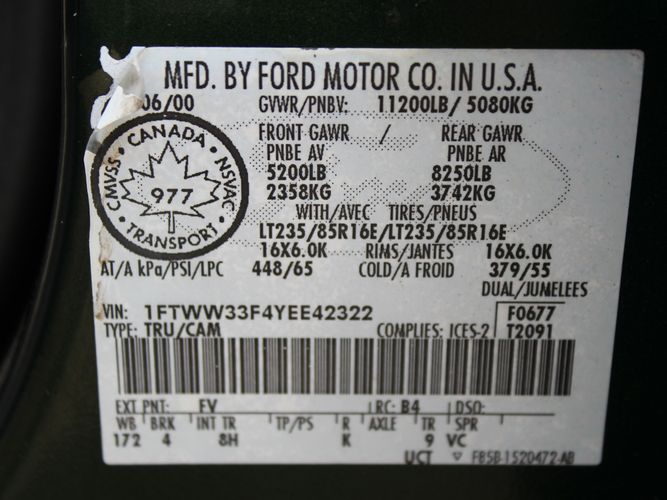 MFD. BY FORD MOTOR CO. IN U.S.A.
06/00 GVWR/PNBV: 11200LB/ 5080KG
FRONT GAWR / REAR GAWR
PNBE AV PNBE AR
5200LB 8250LB
2358KG 3742KG
CMVSS • CANADA • NSVAC • TRANSPORT •
977
WITH/AVEC TIRES/PNEUS
LT235/85R16E/LT235/85R16E
16X6.0K RIMS/JANTES 16X6.0K
AT/A kPa/PSI/LPC 448/65 COLD/A FROID 379/55
DUAL/JUMELEES
VIN: 1FTWW33F4YEE42322 F0677
TYPE: TRU/CAM COMPLIES: ICES-2 T2091
EXT PNT: FV RC: B4 DSO:
WB BRK INT TR TP/PS R AXLE TR SPR
172 4 8H K 9 VC
UCT ▽ F85B-1520472-AB